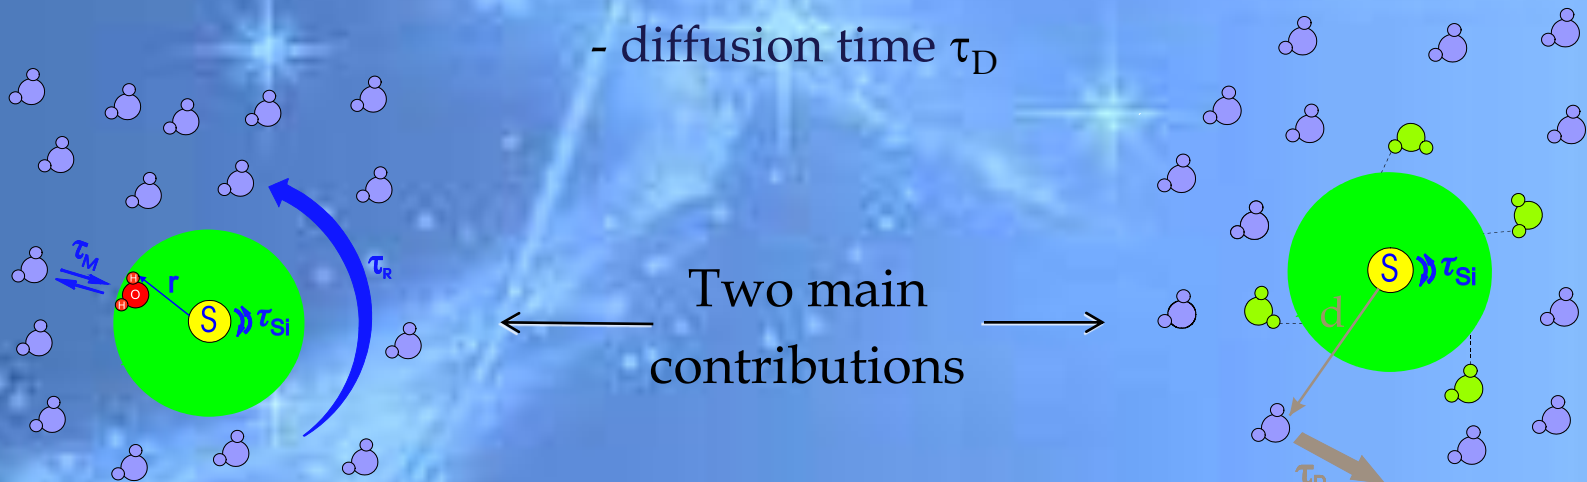 - diffusion time τD
τM
H
O
H
r
S
τSi
τR
Two main
contributions
S
τSi
d